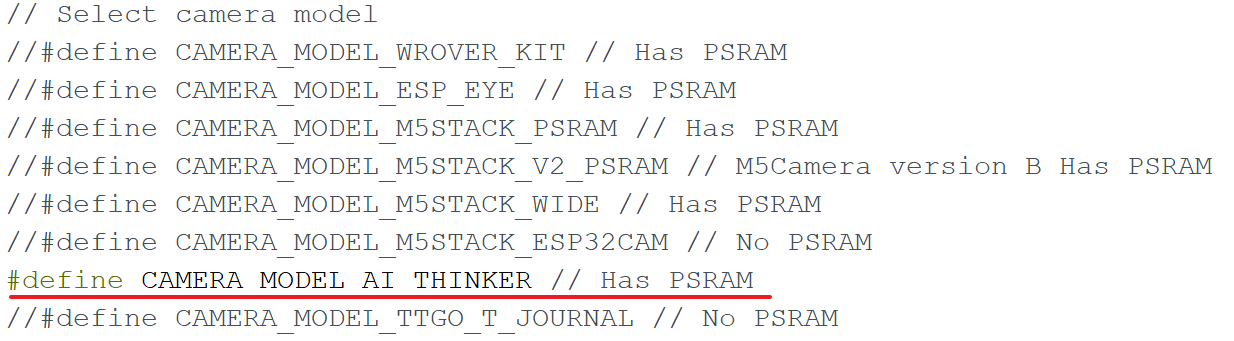 // Select camera model
//#define CAMERA_MODEL_WROVER_KIT // Has PSRAM
//#define CAMERA_MODEL_ESP_EYE // Has PSRAM
//#define CAMERA_MODEL_M5STACK_PSRAM // Has PSRAM
//#define CAMERA_MODEL_M5STACK_V2_PSRAM // M5Camera version B Has PSRAM
//#define CAMERA_MODEL_M5STACK_WIDE // Has PSRAM
//#define CAMERA_MODEL_M5STACK_ESP32CAM // No PSRAM
#define CAMERA_MODEL_AI_THINKER // Has PSRAM
//#define CAMERA_MODEL_TTGO_T_JOURNAL // No PSRAM